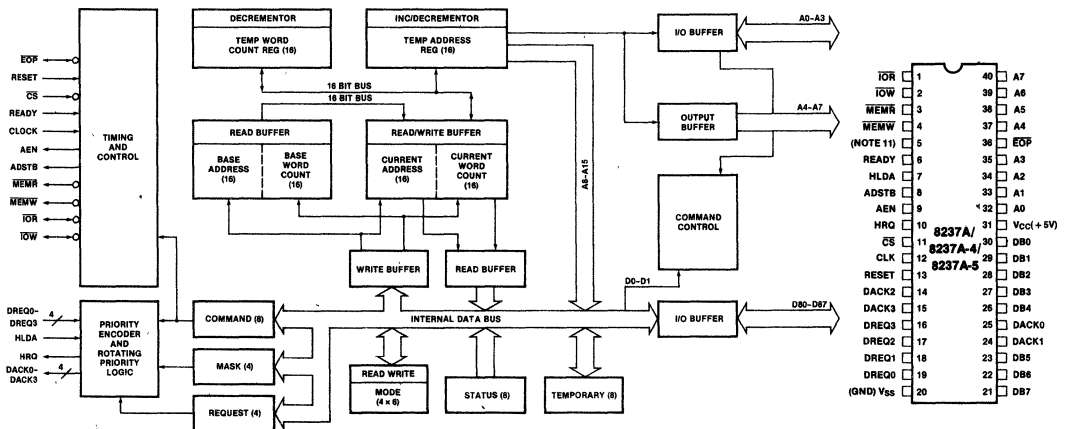 DECREMENTOR
TEMP WORD
COUNT REG (16)
INC/DECREMENTOR
TEMP ADDRESS
REG (16)
I/O BUFFER
A0–A3
EOP
RESET
CS
READY
CLOCK
AEN
ADSTB
MEMR
MEMW
IOR
IOW
TIMING
AND
CONTROL
16 BIT BUS
16 BIT BUS
READ BUFFER
BASE
ADDRESS
(16)
BASE
WORD
COUNT
(16)
READ/WRITE BUFFER
CURRENT
ADDRESS
(16)
CURRENT
WORD
COUNT
(16)
A8–A15
OUTPUT
BUFFER
A4–A7
COMMAND
CONTROL
WRITE BUFFER
READ BUFFER
D0–D1
DREQ0–
DREQ3
4
HLDA
HRQ
DACK0–
DACK3
4
PRIORITY
ENCODER
AND
ROTATING
PRIORITY
LOGIC
COMMAND (8)
MASK (4)
REQUEST (4)
INTERNAL DATA BUS
I/O BUFFER
D80–D87
READ WRITE
MODE
(4 × 6)
STATUS (8)
TEMPORARY (8)
IOR 1 40 A7
IOW 2 39 A6
MEMR 3 38 A5
MEMW 4 37 A4
(NOTE 11) 5 36 EOP
READY 6 35 A3
HLDA 7 34 A2
ADSTB 8 33 A1
AEN 9 32 A0
HRQ 10 31 VCC(+5V)
CS 11 30 DB0
CLK 12 29 DB1
RESET 13 28 DB2
DACK2 14 27 DB3
DACK3 15 26 DB4
DREQ3 16 25 DACK0
DREQ2 17 24 DACK1
DREQ1 18 23 DB5
DREQ0 19 22 DB6
(GND) VSS 20 21 DB7
8237A/
8237A-4/
8237A-5